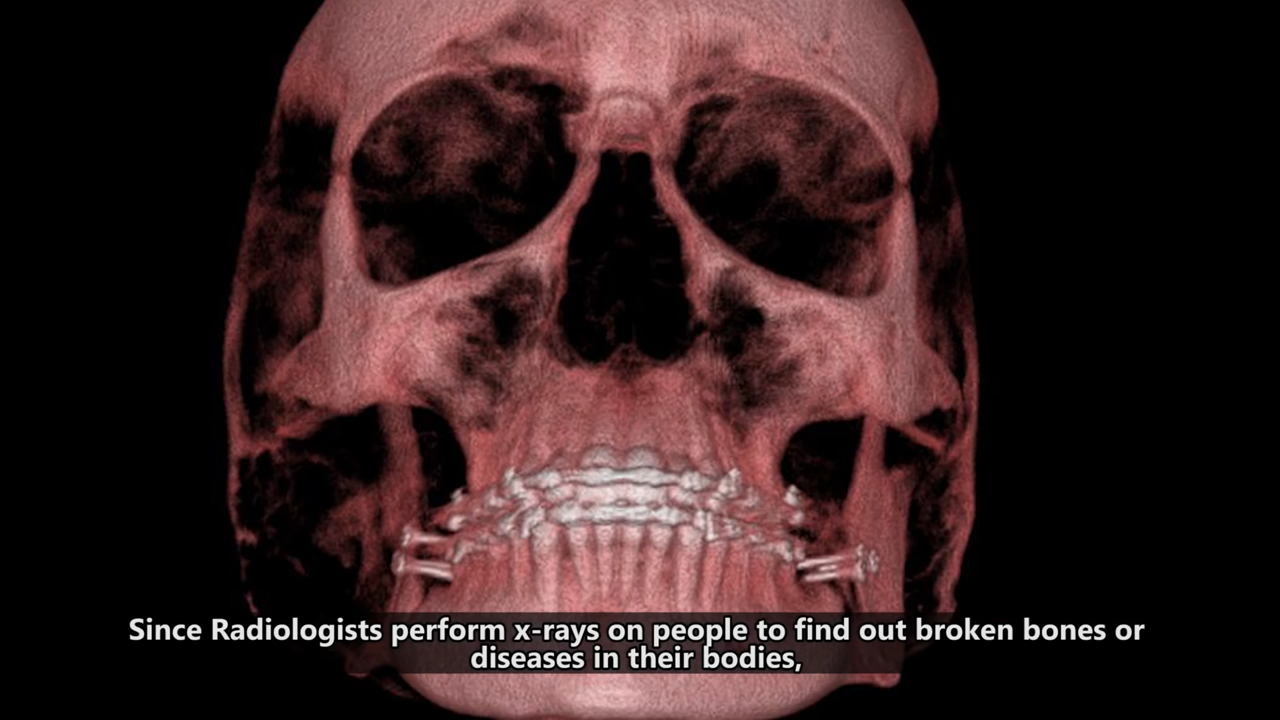 Since Radiologists perform x-rays on people to find out broken bones or
diseases in their bodies,